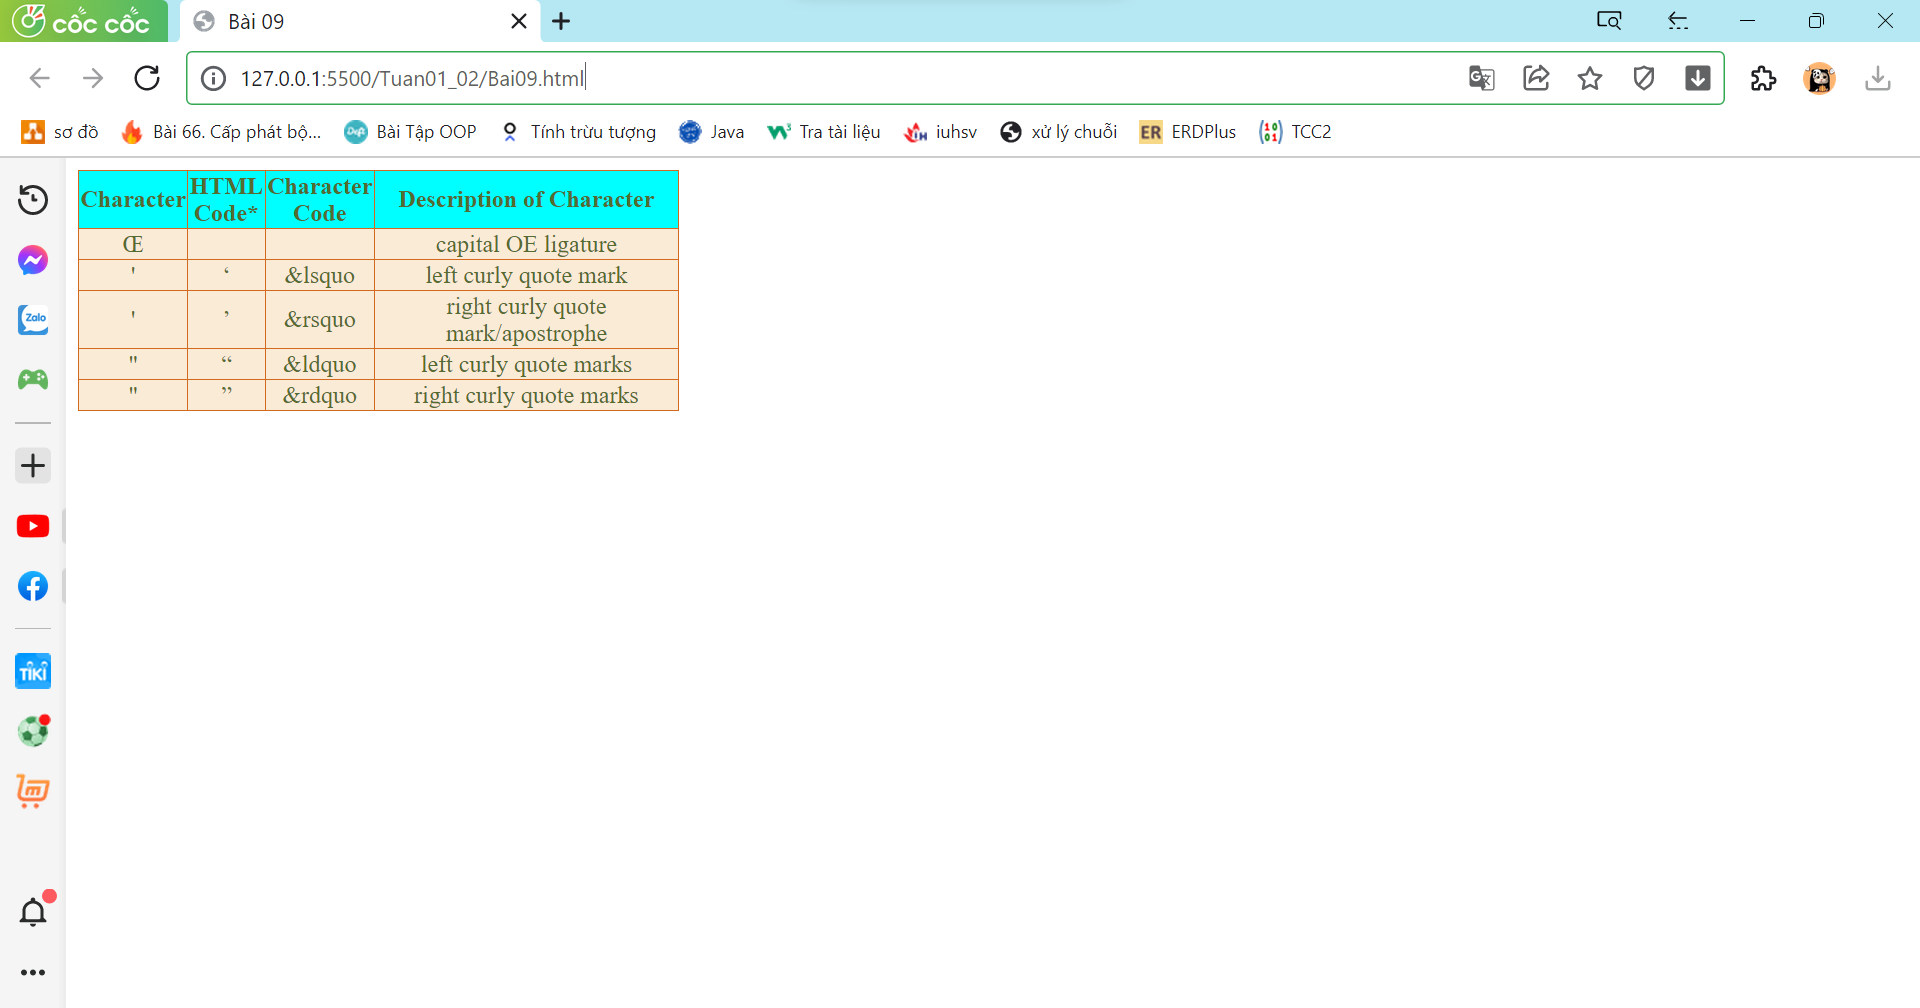 cốc cốc
Bài 09
127.0.0.1:5500/Tuan01_02/Bai09.html
sơ đồ Bài 66. Cấp phát bộ... Bài Tập OOP Tính trừu tượng Java Tra tài liệu iuhsv xử lý chuỗi ER ERDPlus TCC2
Character HTML Code* Character Code Description of Character
Œ capital OE ligature
' ‘ &lsquo left curly quote mark
' ’ &rsquo right curly quote mark/apostrophe
" “ &ldquo left curly quote marks
" ” &rdquo right curly quote marks
Zalo
TIKI